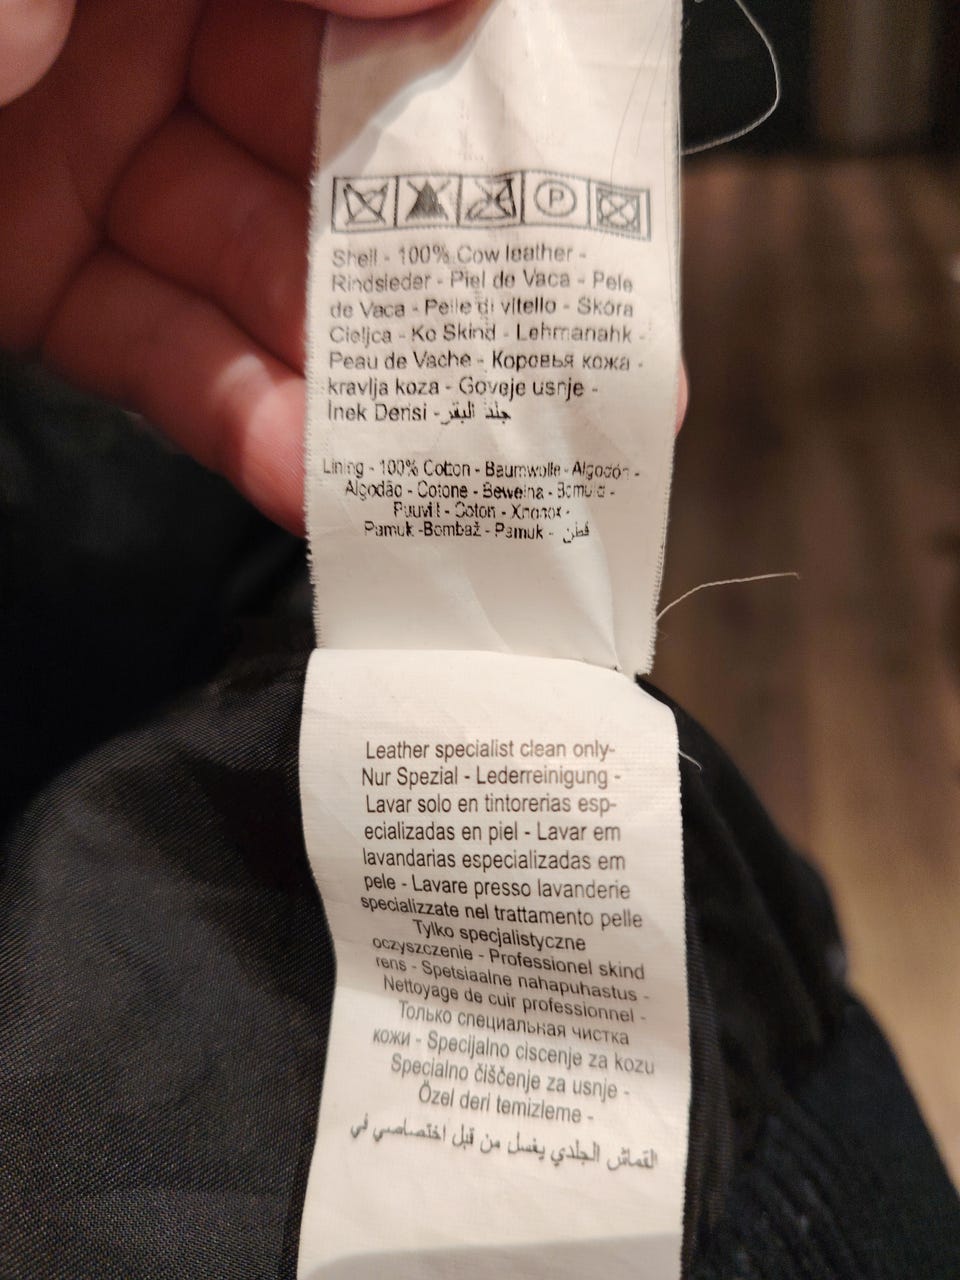 P
Shell - 100% Cow leather -
Rindsleder - Piel de Vaca - Pele
de Vaca - Pelle di vitello - Skóra
Cielјca - Ko Skind - Lehmanahk -
Peau de Vache - Коровья кожа -
kravlja koza - Goveje usnje -
İnek Derisi - جلد البقر
Lining - 100% Cotton - Baumwolle - Algodón -
Algodão - Cotone - Bewełna - Bomuld -
Puuvill - Coton - Хлопок -
Pamuk -Bombaž - Pamuk - قطن
Leather specialist clean only-
Nur Spezial - Lederreinigung -
Lavar solo en tintorerias esp-
ecializadas en piel - Lavar em
lavandarias especializadas em
pele - Lavare presso lavanderie
specializzate nel trattamento pelle
Tylko specjalistyczne
oczyszczenie - Professionel skind
rens - Spetsiaalne nahapuhastus -
Nettoyage de cuir professionnel -
Только специальная чистка
кожи - Specijalno ciscenje za kozu
Specialno čiščenje za usnje -
Özel deri temizleme -
القماش الجلدي يغسل من قبل اختصاصي في